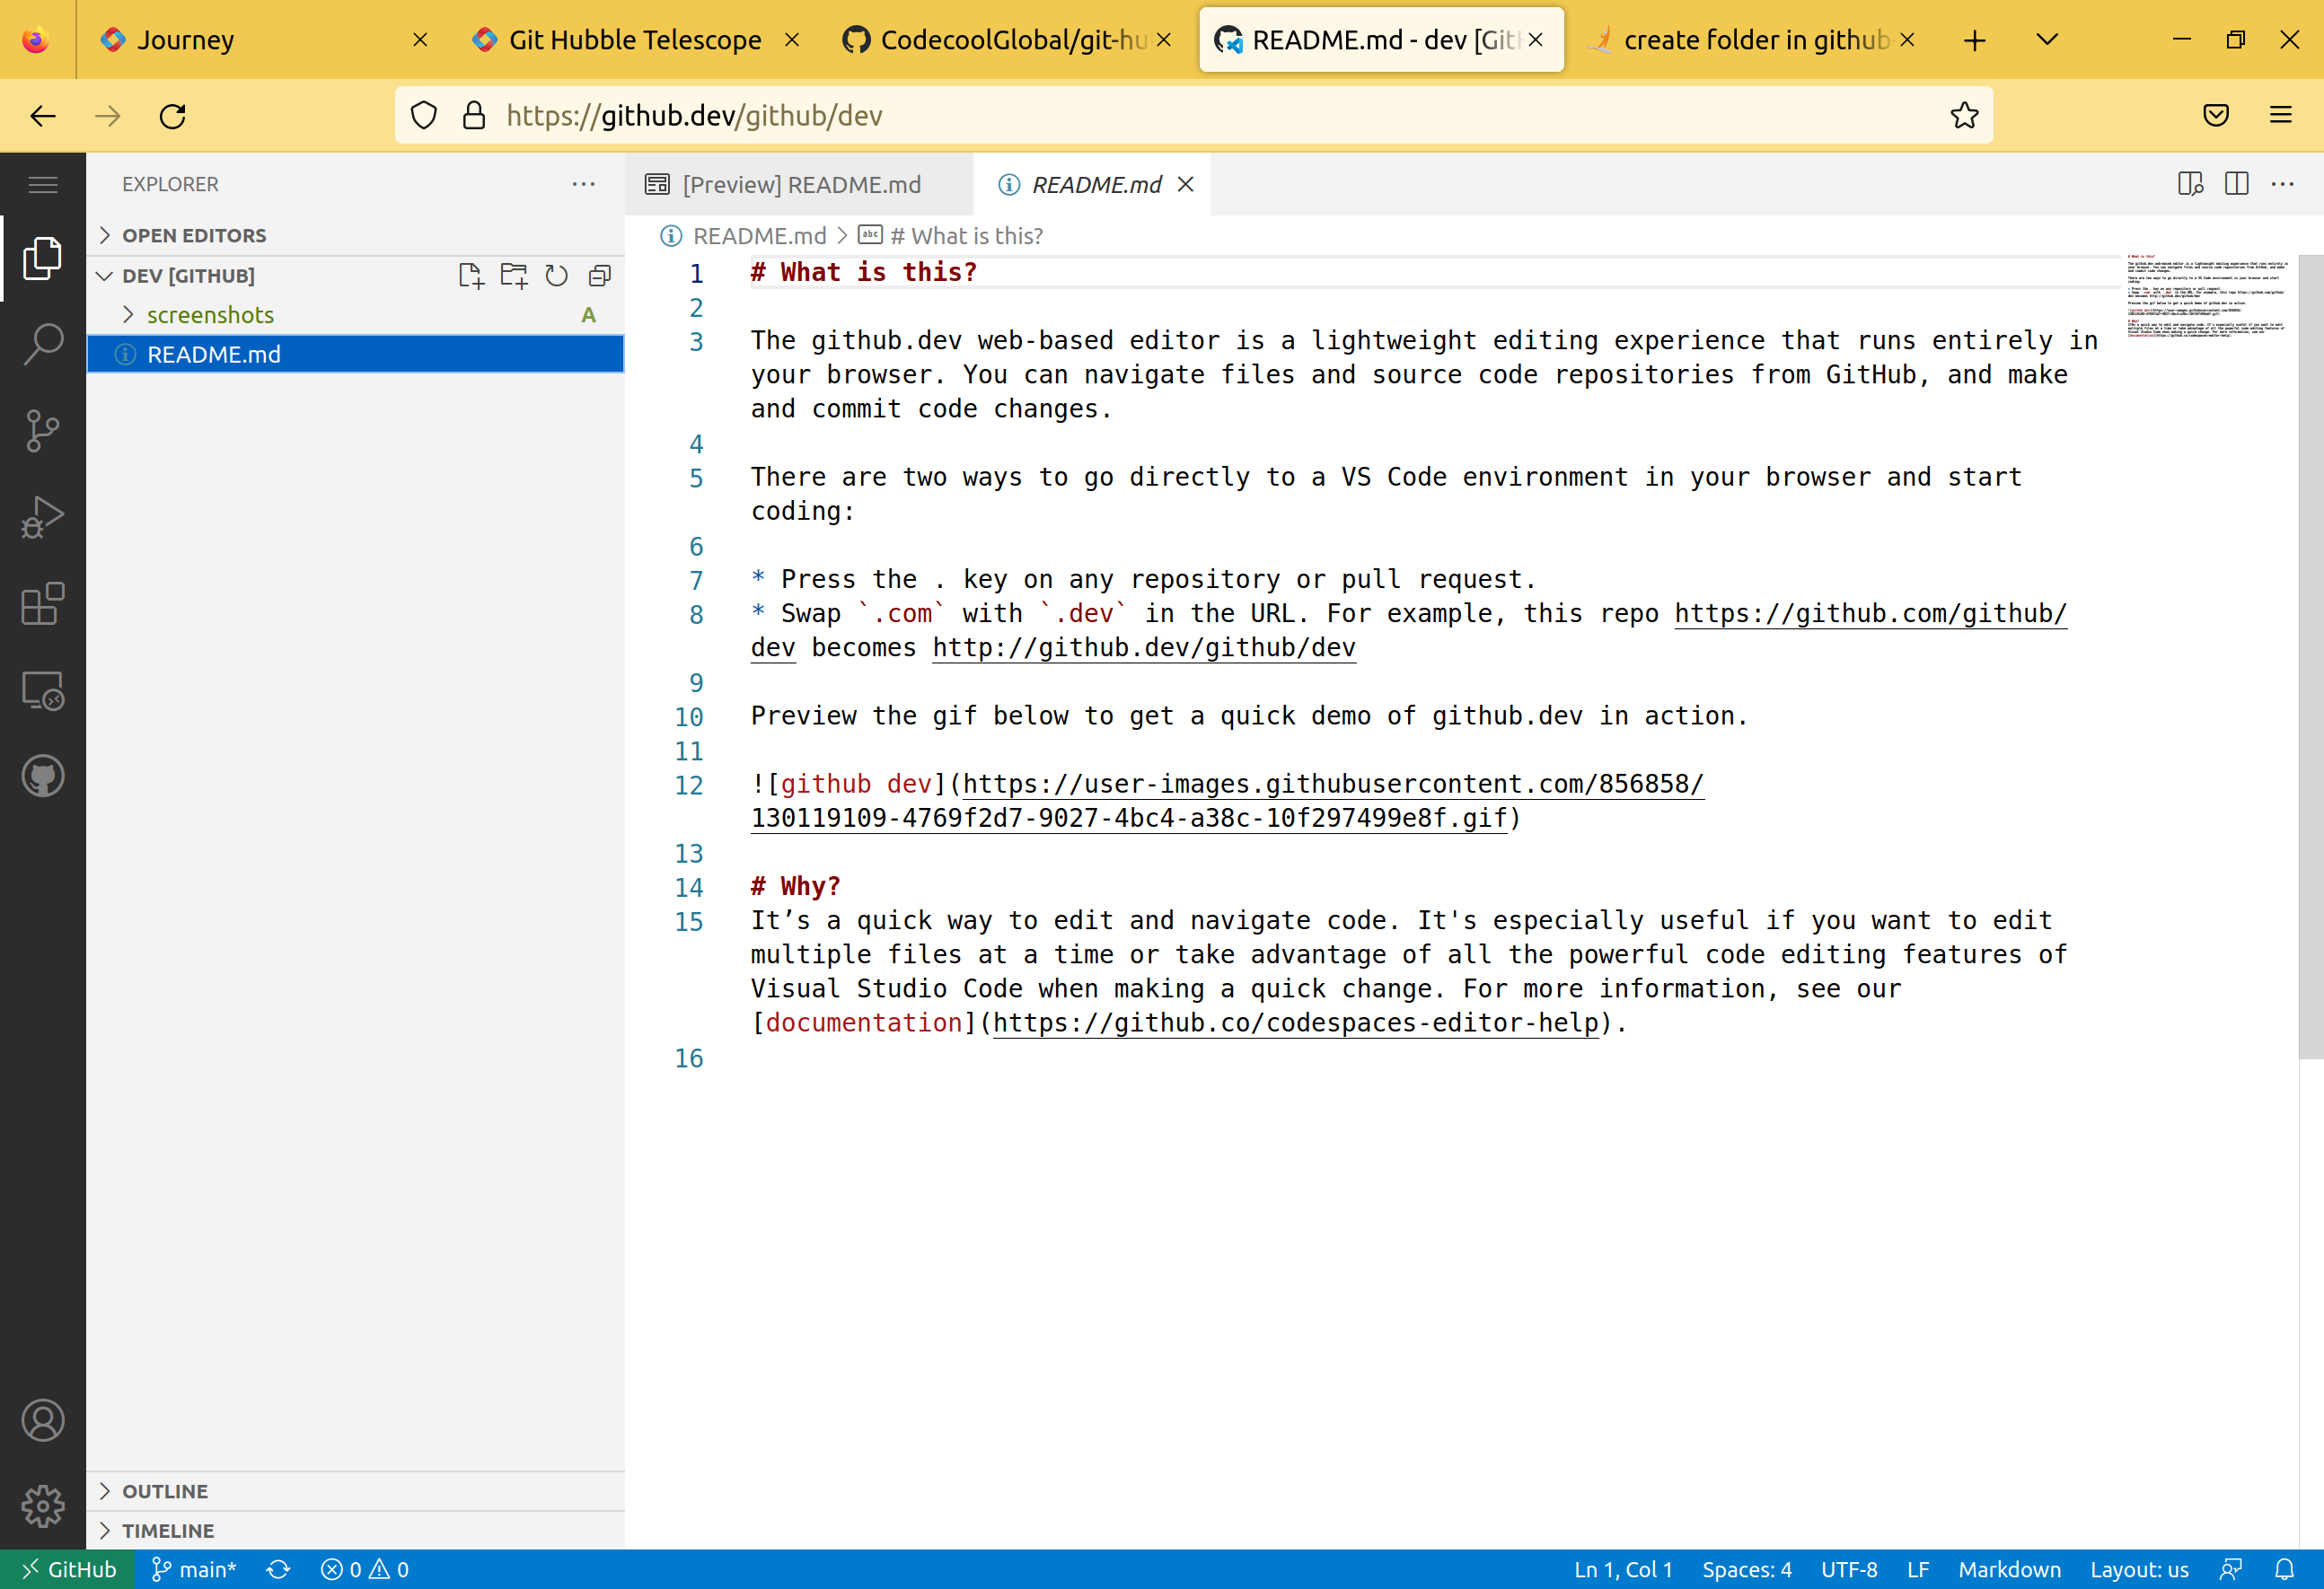 Journey
Git Hubble Telescope
CodecoolGlobal/git-hu
README.md - dev [GitH
create folder in github
https://github.dev/github/dev
EXPLORER
OPEN EDITORS
DEV [GITHUB]
screenshots A
README.md
OUTLINE
TIMELINE
[Preview] README.md
README.md
README.md > # What is this?
1 # What is this?
2
3 The github.dev web-based editor is a lightweight editing experience that runs entirely in
your browser. You can navigate files and source code repositories from GitHub, and make
and commit code changes.
4
5 There are two ways to go directly to a VS Code environment in your browser and start
coding:
6
7 * Press the . key on any repository or pull request.
8 * Swap `.com` with `.dev` in the URL. For example, this repo https://github.com/github/
dev becomes http://github.dev/github/dev
9
10 Preview the gif below to get a quick demo of github.dev in action.
11
12 ![github dev](https://user-images.githubusercontent.com/856858/
130119109-4769f2d7-9027-4bc4-a38c-10f297499e8f.gif)
13
14 # Why?
15 It’s a quick way to edit and navigate code. It's especially useful if you want to edit
multiple files at a time or take advantage of all the powerful code editing features of
Visual Studio Code when making a quick change. For more information, see our
[documentation](https://github.co/codespaces-editor-help).
16
GitHub main* 0 0 Ln 1, Col 1 Spaces: 4 UTF-8 LF Markdown Layout: us